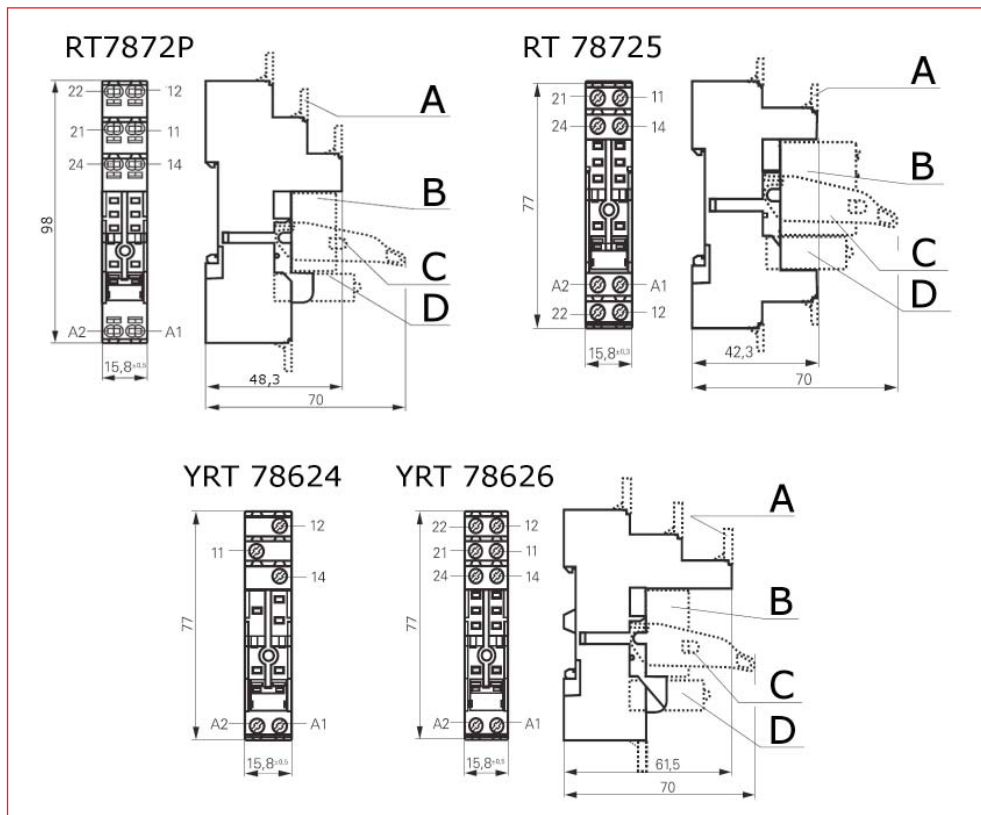 RT7872P
RT 78725
22 12
21 11
24 14
98
A2 A1
15,8±0,5
48,3
70
A
B
C
D
21 11
24 14
77
A2 A1
22 12
15,8±0,3
42,3
70
A
B
C
D
YRT 78624
YRT 78626
12
11
14
77
A2 A1
15,8±0,5
22 12
21 11
24 14
77
A2 A1
15,8±0,5
61,5
70
A
B
C
D